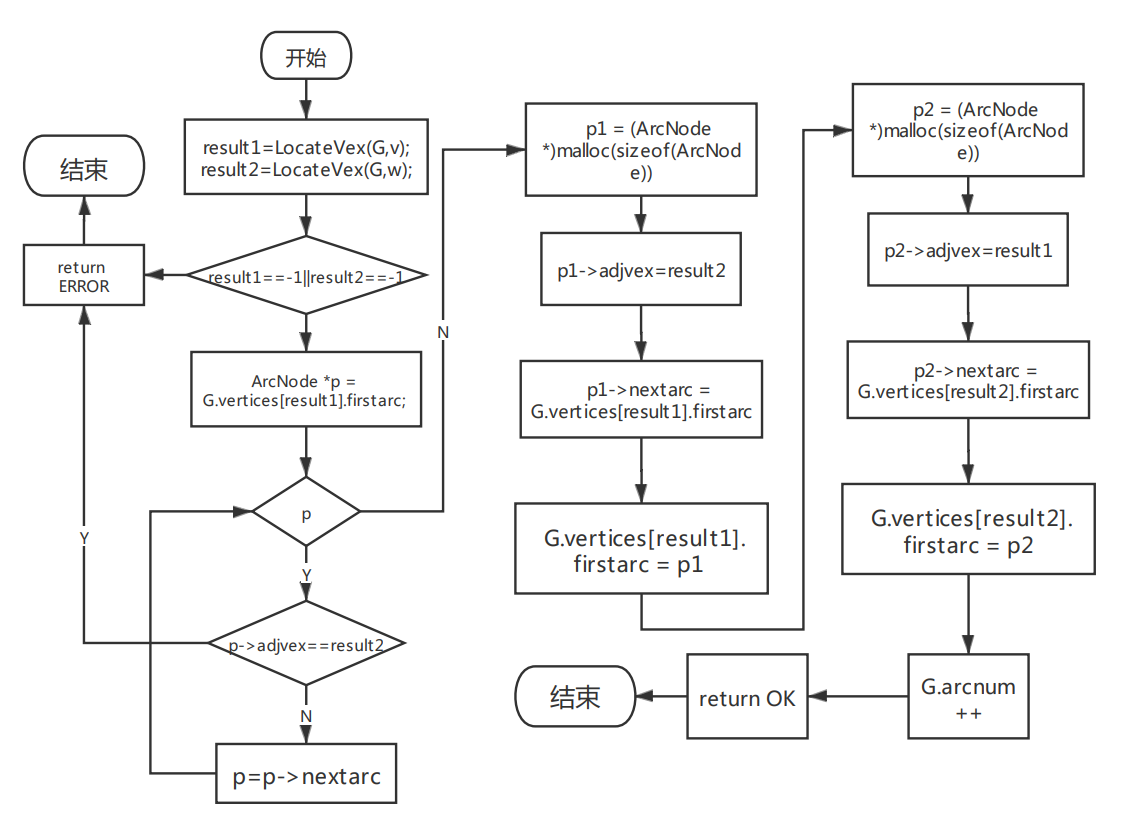 开始
result1=LocateVex(G,v);
result2=LocateVex(G,w);
结束
return
ERROR
result1==-1||result2==-1
ArcNode *p =
G.vertices[result1].firstarc;
p
Y
Y
p->adjvex==result2
N
p=p->nextarc
N
p1 = (ArcNode
*)malloc(sizeof(ArcNod
e))
p1->adjvex=result2
p1->nextarc =
G.vertices[result1].firstarc
G.vertices[result1].
firstarc = p1
p2 = (ArcNode
*)malloc(sizeof(ArcNod
e))
p2->adjvex=result1
p2->nextarc =
G.vertices[result2].firstarc
G.vertices[result2].
firstarc = p2
G.arcnum
++
return OK
结束